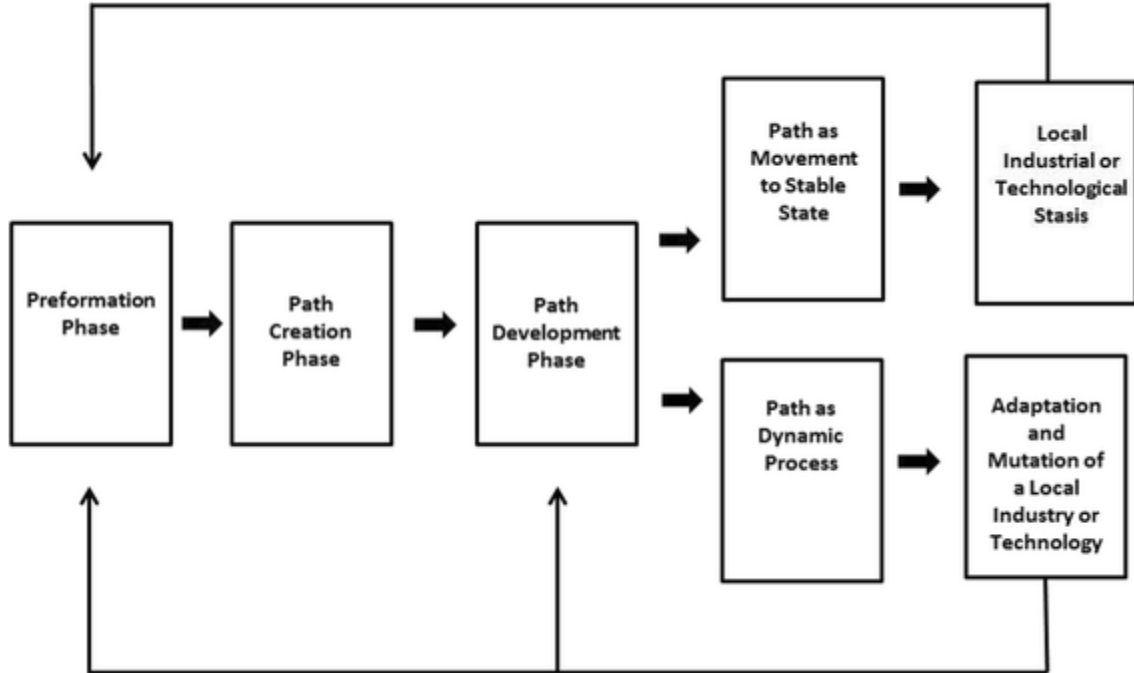 Preformation
Phase
Path
Creation
Phase
Path
Development
Phase
Path as
Movement
to Stable
State
Local
Industrial or
Technological
Stasis
Path as
Dynamic
Process
Adaptation
and
Mutation of
a Local
Industry or
Technology